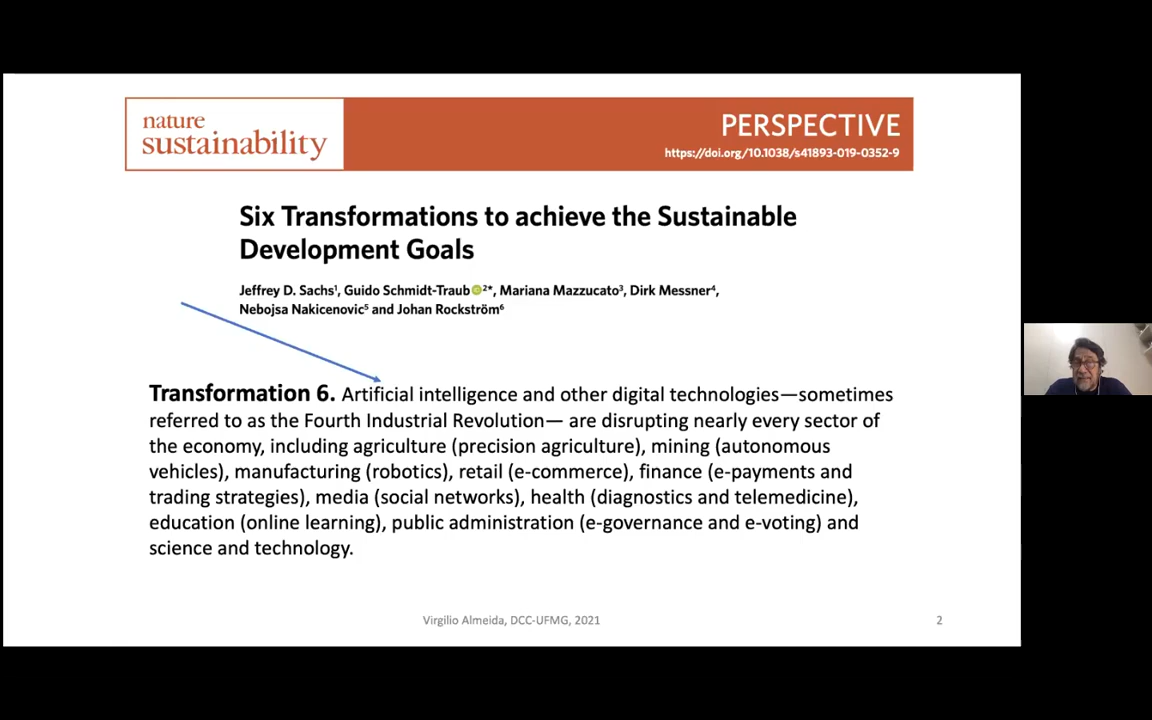 nature
sustainability
PERSPECTIVE
https://doi.org/10.1038/s41893-019-0352-9
Six Transformations to achieve the Sustainable
Development Goals
Jeffrey D. Sachs¹, Guido Schmidt-Traub ²*, Mariana Mazzucato³, Dirk Messner⁴,
Nebojsa Nakicenovic⁵ and Johan Rockström⁶
Transformation 6. Artificial intelligence and other digital technologies—sometimes
referred to as the Fourth Industrial Revolution— are disrupting nearly every sector of
the economy, including agriculture (precision agriculture), mining (autonomous
vehicles), manufacturing (robotics), retail (e-commerce), finance (e-payments and
trading strategies), media (social networks), health (diagnostics and telemedicine),
education (online learning), public administration (e-governance and e-voting) and
science and technology.
Virgilio Almeida, DCC-UFMG, 2021
2